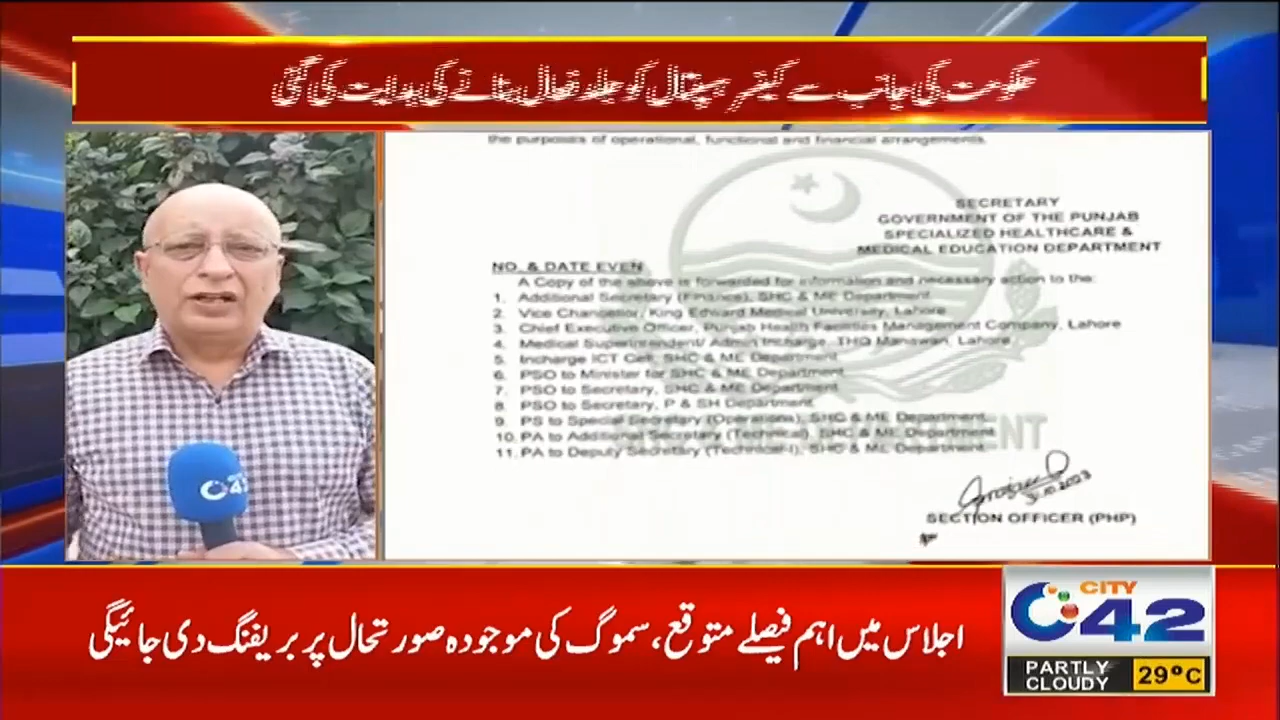 حکومت کی جانب سے کینسر ہسپتال کو جلد فعال بنانے کی ہدایت کی گئی
the purposes of operational, functional and financial arrangements.
SECRETARY
GOVERNMENT OF THE PUNJAB
SPECIALIZED HEALTHCARE &
MEDICAL EDUCATION DEPARTMENT
NO. & DATE EVEN
A Copy of the above is forwarded for information and necessary action to the:
1. Additional Secretary (Finance), SHC & ME Department.
2. Vice Chancellor, King Edward Medical University, Lahore.
3. Chief Executive Officer, Punjab Health Facilities Management Company, Lahore
4. Medical Superintendent/ Admin Incharge, THQ Manawan, Lahore.
5. Incharge ICT Cell, SHC & ME Department.
6. PSO to Minister for SHC & ME Department.
7. PSO to Secretary, SHC & ME Department.
8. PSO to Secretary, P & SH Department.
9. PS to Special Secretary (Operations), SHC & ME Department.
10. PA to Additional Secretary (Technical), SHC & ME Department.
11. PA to Deputy Secretary (Technical-I), SHC & ME Department.
31.10.2023
SECTION OFFICER (PHP)
42
اجلاس میں اہم فیصلے متوقع، سموگ کی موجودہ صورتحال پر بریفنگ دی جائیگی
CITY
42
PARTLY
CLOUDY
29°C